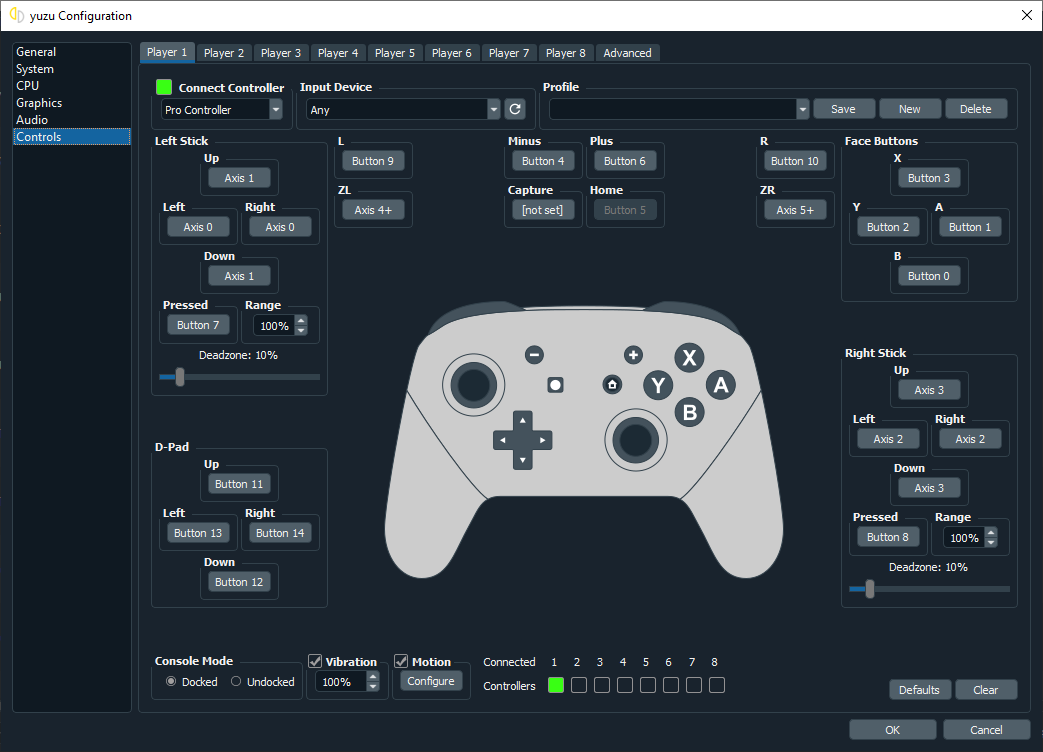 yuzu Configuration
General
System
CPU
Graphics
Audio
Controls
Player 1 Player 2 Player 3 Player 4 Player 5 Player 6 Player 7 Player 8 Advanced
Connect Controller Input Device Profile
Pro Controller Any Save New Delete
Left Stick L Minus Plus R Face Buttons
Up Button 9 Button 4 Button 6 Button 10 X
Axis 1 Button 3
ZL Capture Home ZR
Left Right Y A
Axis 4+ [not set] Button 5 Axis 5+
Axis 0 Axis 0 Button 2 Button 1
Down B
Axis 1 Button 0
Pressed Range
Button 7 100%
Deadzone: 10%
X
Y A
B
Right Stick
Up
Axis 3
Left Right
Axis 2 Axis 2
Down
Axis 3
Pressed Range
Button 8 100%
Deadzone: 10%
D-Pad
Up
Button 11
Left Right
Button 13 Button 14
Down
Button 12
Console Mode Vibration Motion Connected 1 2 3 4 5 6 7 8
Docked Undocked 100% Configure Controllers
Defaults Clear
OK Cancel